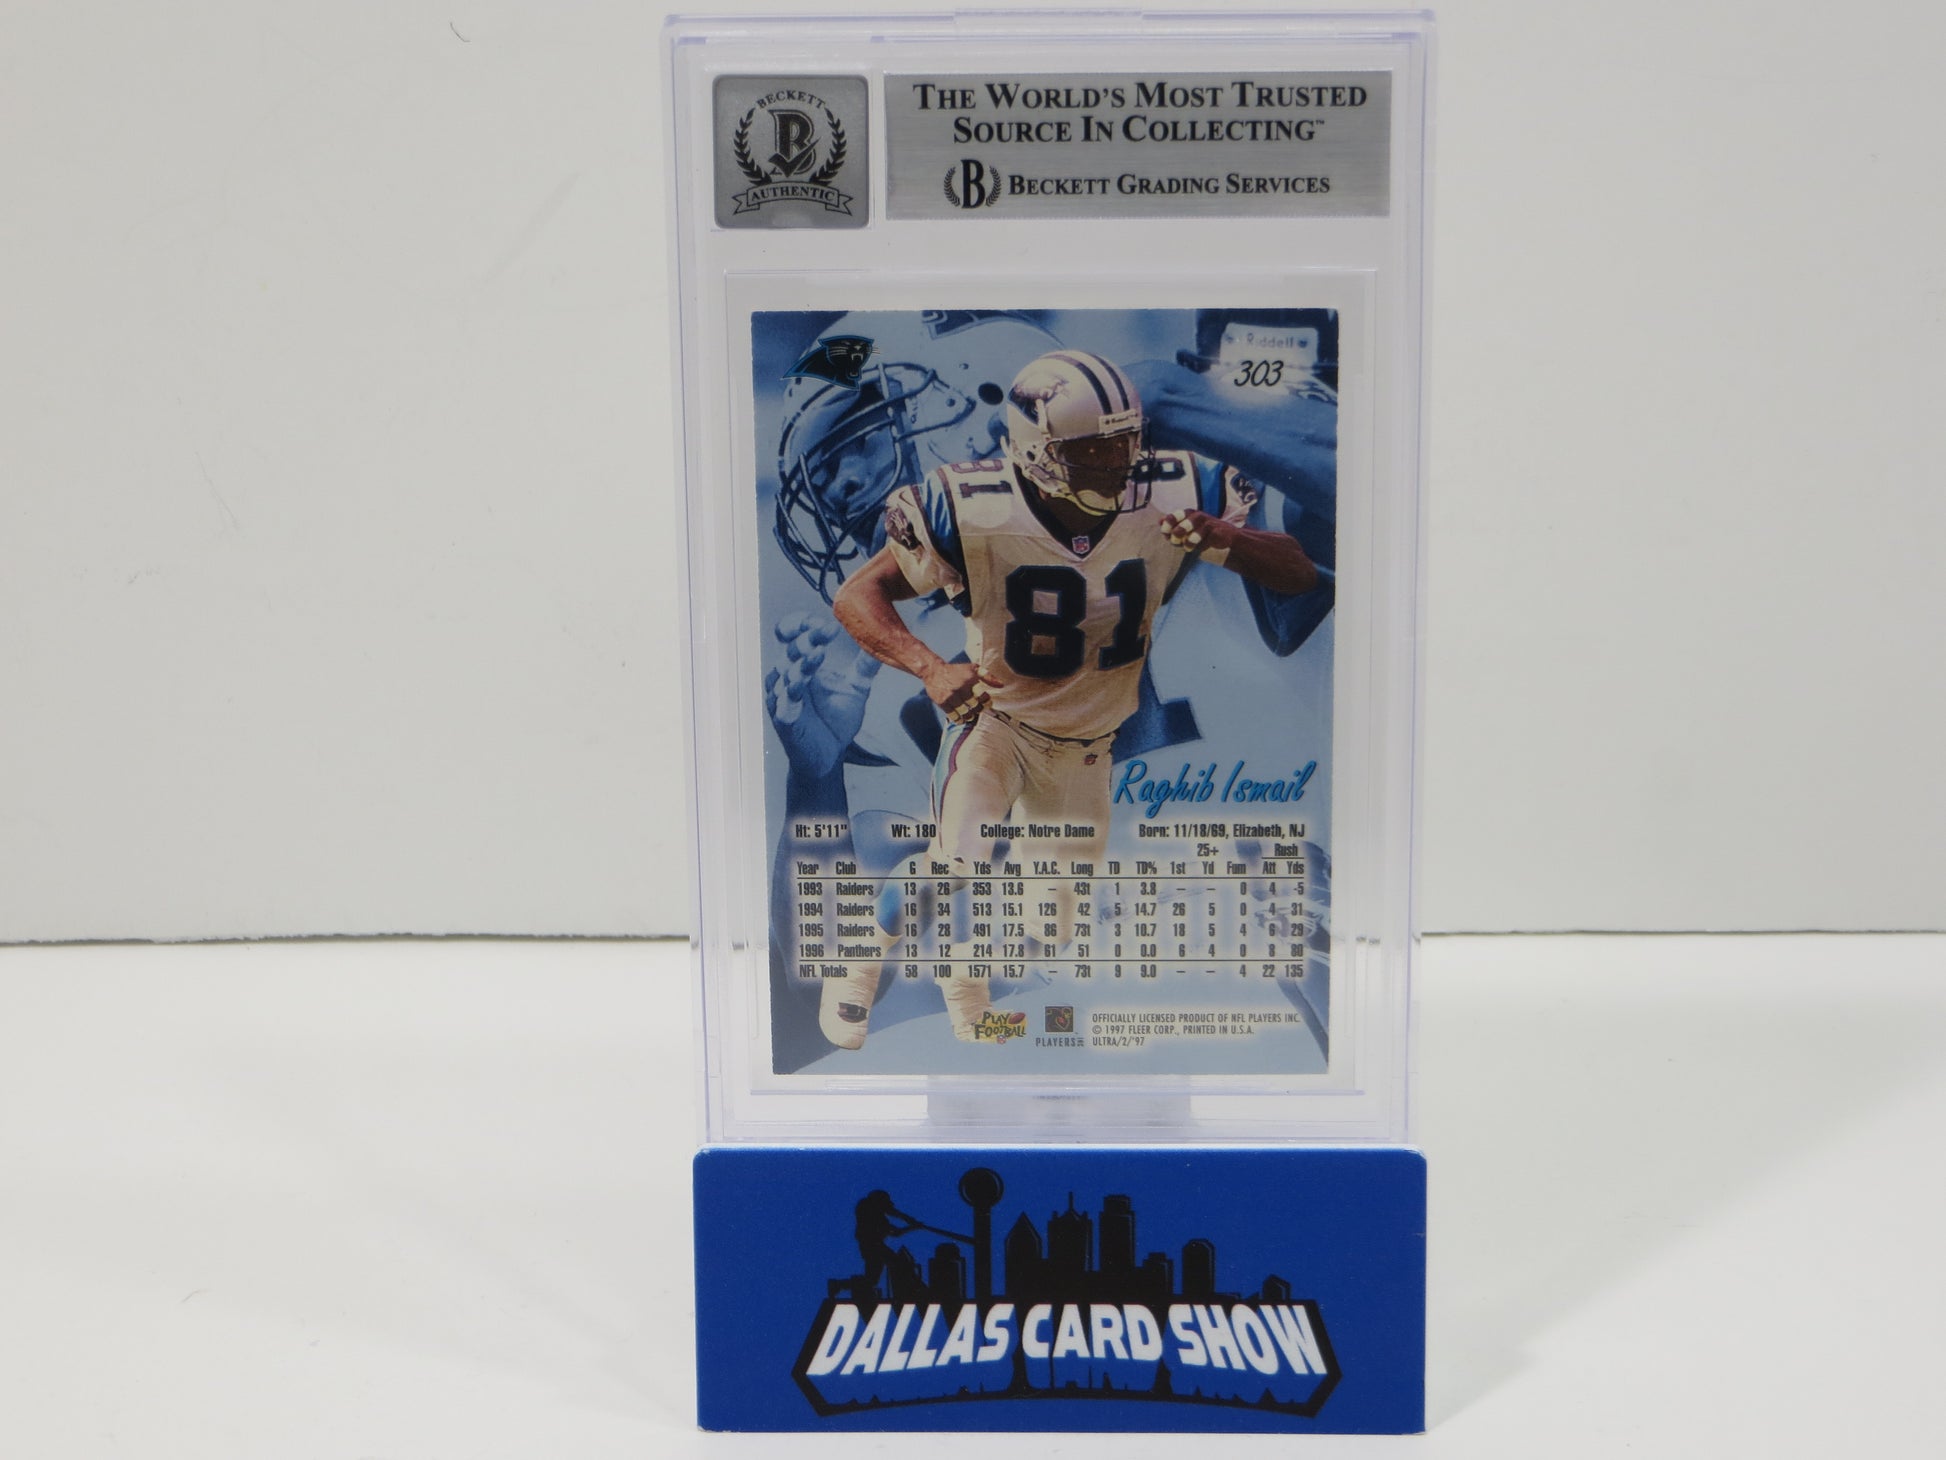 BECKETT
B
AUTHENTIC
THE WORLD'S MOST TRUSTED
SOURCE IN COLLECTING™
B BECKETT GRADING SERVICES
Riddell
303
81
81
81
Raghib Ismail
Ht: 5'11" Wt: 180 College: Notre Dame Born: 11/18/69, Elizabeth, NJ
25+ Rush
Year Club G Rec Yds Avg Y.A.C. Long TD TD% 1st Yd Fum Att Yds
1993 Raiders 13 26 353 13.6 – 43t 1 3.8 – – 0 4 -5
1994 Raiders 16 34 513 15.1 126 42 5 14.7 26 5 0 4 31
1995 Raiders 16 28 491 17.5 86 73t 3 10.7 18 5 4 6 29
1996 Panthers 13 12 214 17.8 61 51 0 0.0 6 4 0 8 80
NFL Totals 58 100 1571 15.7 – 73t 9 9.0 – – 4 22 135
PLAY FOOTBALL
PLAYERS INC
OFFICIALLY LICENSED PRODUCT OF NFL PLAYERS INC.
© 1997 FLEER CORP., PRINTED IN U.S.A.
ULTRA/2/'97
DALLAS CARD SHOW